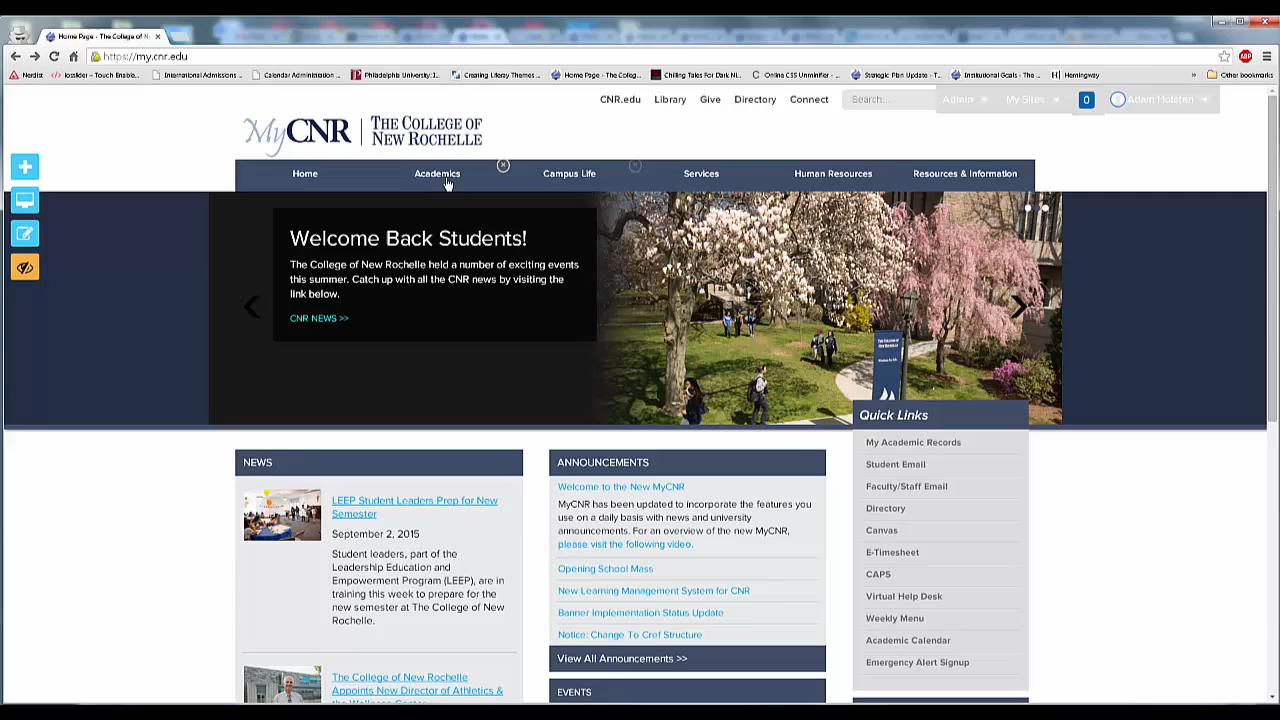 Home Page - The College of N
https://my.cnr.edu
ABP
Nerdist
Iosslider – Touch Enable...
International Admissions...
Calendar Administration...
Philadelphia University: 1...
Creating Literary Themes...
Home Page - The Colleg...
Chilling Tales For Dark Ni...
Online CSS Unminifier -...
Strategic Plan Update - T...
Institutional Goals - The...
Hemingway
»
Other bookmarks
CNR.edu
Library
Give
Directory
Connect
Search...
Admin
My Sites
0
MyCNR
THE COLLEGE OF
NEW ROCHELLE
Home
Academics
Campus Life
Services
Human Resources
Resources & Information
Welcome Back Students!
The College of New Rochelle held a number of exciting events
this summer. Catch up with all the CNR news by visiting the
link below.
CNR NEWS >>
Quick Links
My Academic Records
Student Email
Faculty/Staff Email
Directory
Canvas
E-Timesheet
CAPS
Virtual Help Desk
Weekly Menu
Academic Calendar
Emergency Alert Signup
NEWS
LEEP Student Leaders Prep for New
Semester
September 2, 2015
Student leaders, part of the
Leadership Education and
Empowerment Program (LEEP), are in
training this week to prepare for the
new semester at The College of New
Rochelle.
The College of New Rochelle
Appoints New Director of Athletics &
the Wellness Center
ANNOUNCEMENTS
Welcome to the New MyCNR
MyCNR has been updated to incorporate the features you
use on a daily basis with news and university
announcements. For an overview of the new MyCNR,
please visit the following video.
Opening School Mass
New Learning Management System for CNR
Banner Implementation Status Update
Notice: Change To Cref Structure
View All Announcements >>
EVENTS